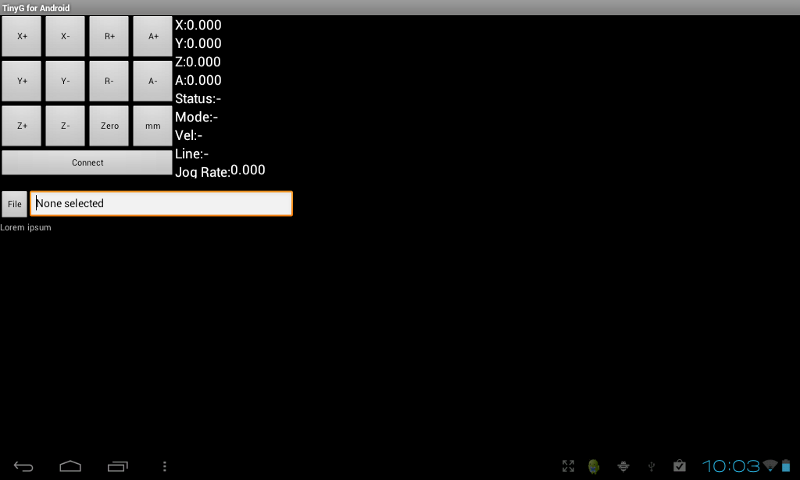 TinyG for Android
X+ X- R+ A+
Y+ Y- R- A-
Z+ Z- Zero mm
Connect
X:0.000
Y:0.000
Z:0.000
A:0.000
Status:-
Mode:-
Vel:-
Line:-
Jog Rate:0.000
File None selected
Lorem ipsum
10:03